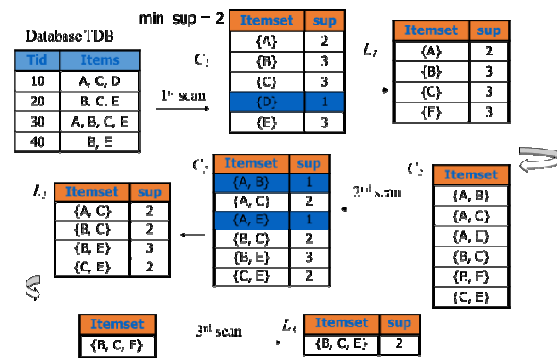 min_sup = 2
Database TDB
Tid Items
10 A, C, D
20 B, C, E
30 A, B, C, E
40 B, E
1st scan
C1
Itemset sup
{A} 2
{B} 3
{C} 3
{D} 1
{E} 3
L1
Itemset sup
{A} 2
{B} 3
{C} 3
{E} 3
C2
Itemset
{A, B}
{A, C}
{A, E}
{B, C}
{B, E}
{C, E}
2nd scan
C2
Itemset sup
{A, B} 1
{A, C} 2
{A, E} 1
{B, C} 2
{B, E} 3
{C, E} 2
L2
Itemset sup
{A, C} 2
{B, C} 2
{B, E} 3
{C, E} 2
Itemset
{B, C, E}
3rd scan
L3
Itemset sup
{B, C, E} 2